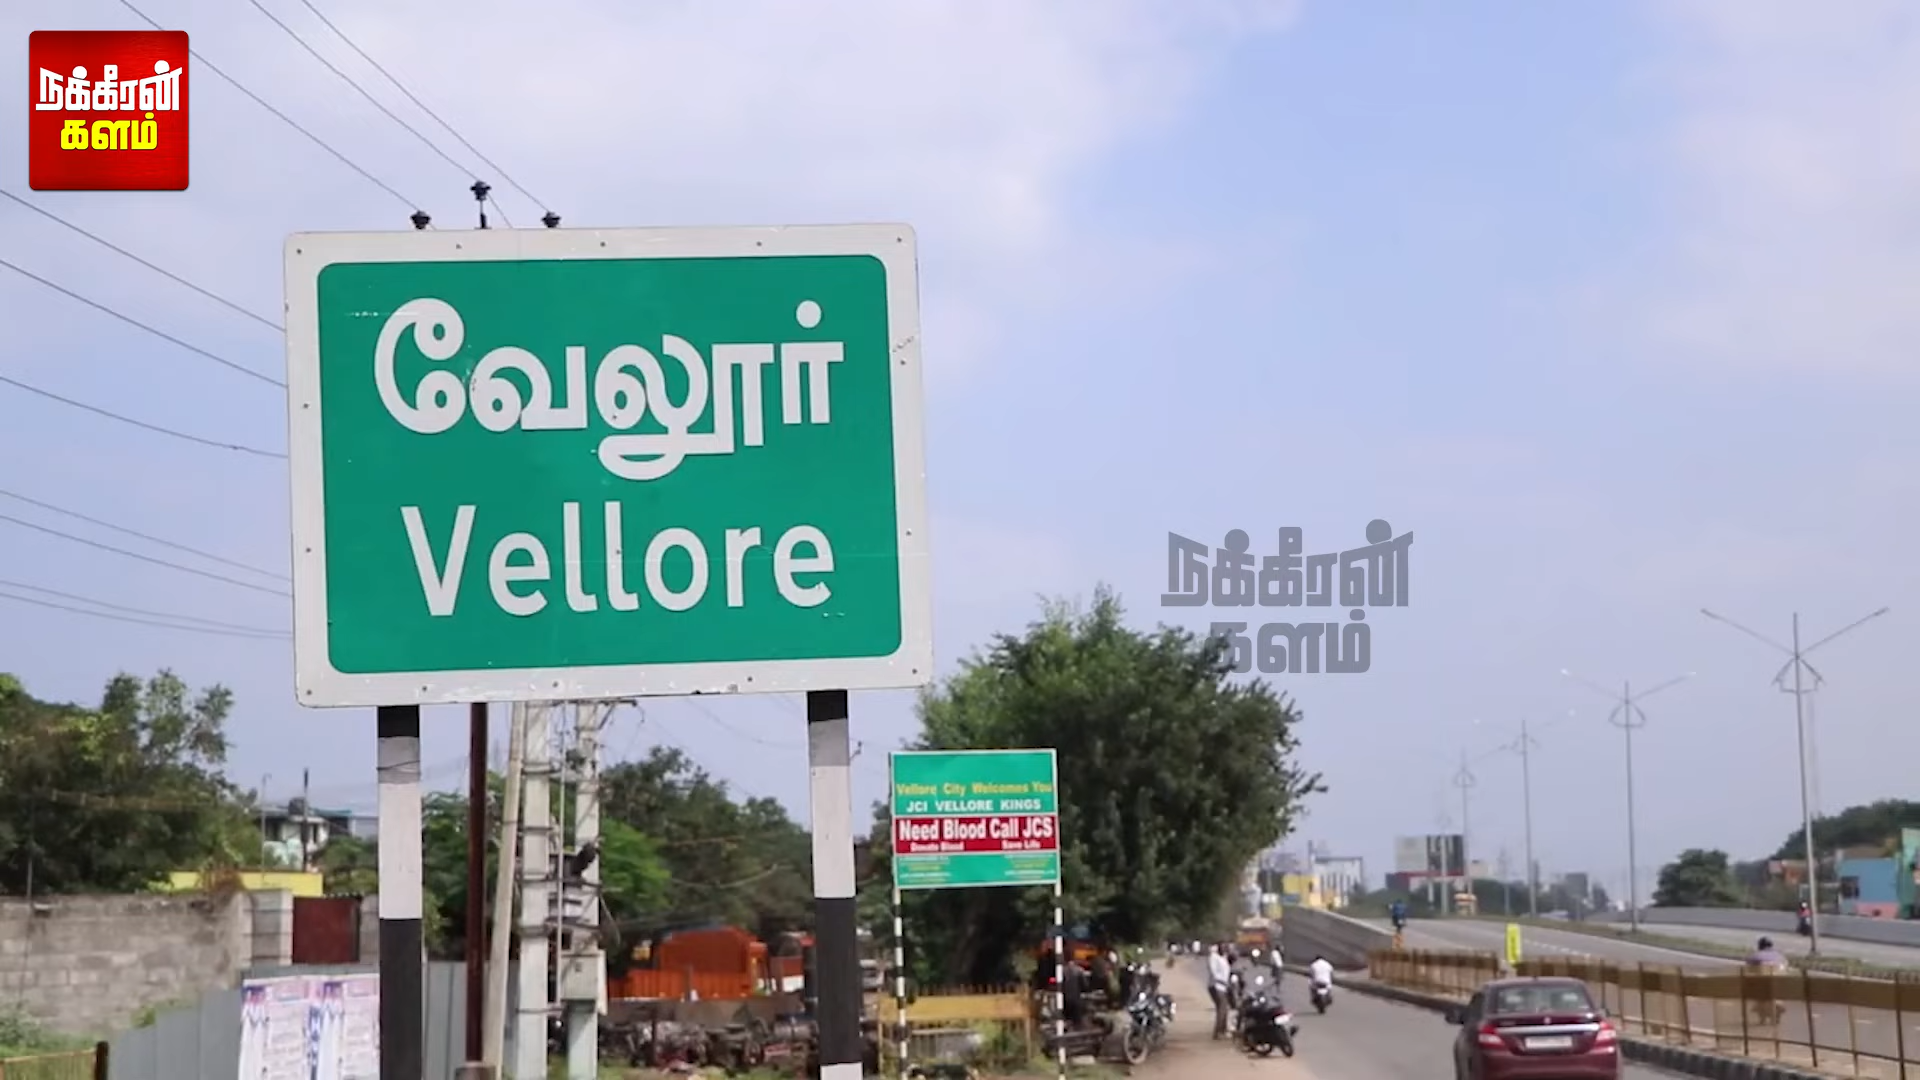 நக்கீரன்
களம்
வேலூர்
Vellore
நக்கீரன்
களம்
Vellore City Welcomes You
JCI VELLORE KINGS
Need Blood Call JCS
Donate Blood Save Life